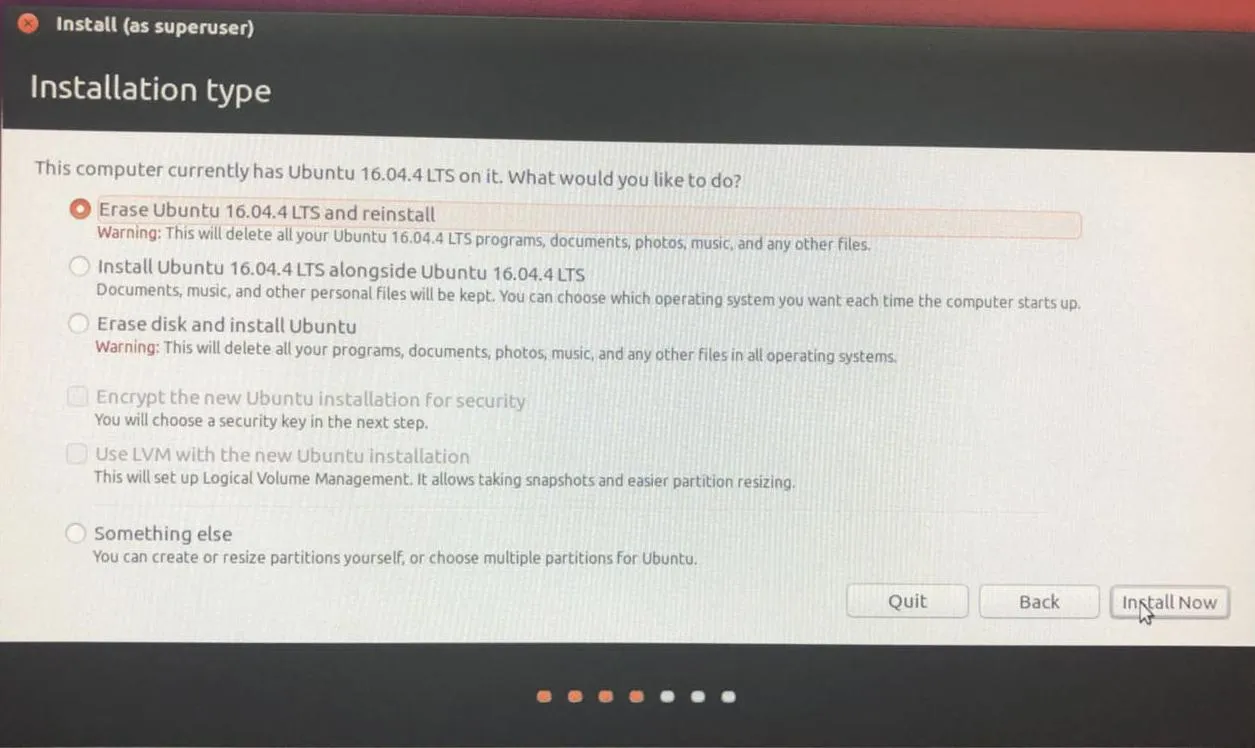 Install (as superuser)
Installation type
This computer currently has Ubuntu 16.04.4 LTS on it. What would you like to do?
Erase Ubuntu 16.04.4 LTS and reinstall
Warning: This will delete all your Ubuntu 16.04.4 LTS programs, documents, photos, music, and any other files.
Install Ubuntu 16.04.4 LTS alongside Ubuntu 16.04.4 LTS
Documents, music, and other personal files will be kept. You can choose which operating system you want each time the computer starts up.
Erase disk and install Ubuntu
Warning: This will delete all your programs, documents, photos, music, and any other files in all operating systems.
Encrypt the new Ubuntu installation for security
You will choose a security key in the next step.
Use LVM with the new Ubuntu installation
This will set up Logical Volume Management. It allows taking snapshots and easier partition resizing.
Something else
You can create or resize partitions yourself, or choose multiple partitions for Ubuntu.
Quit Back Install Now